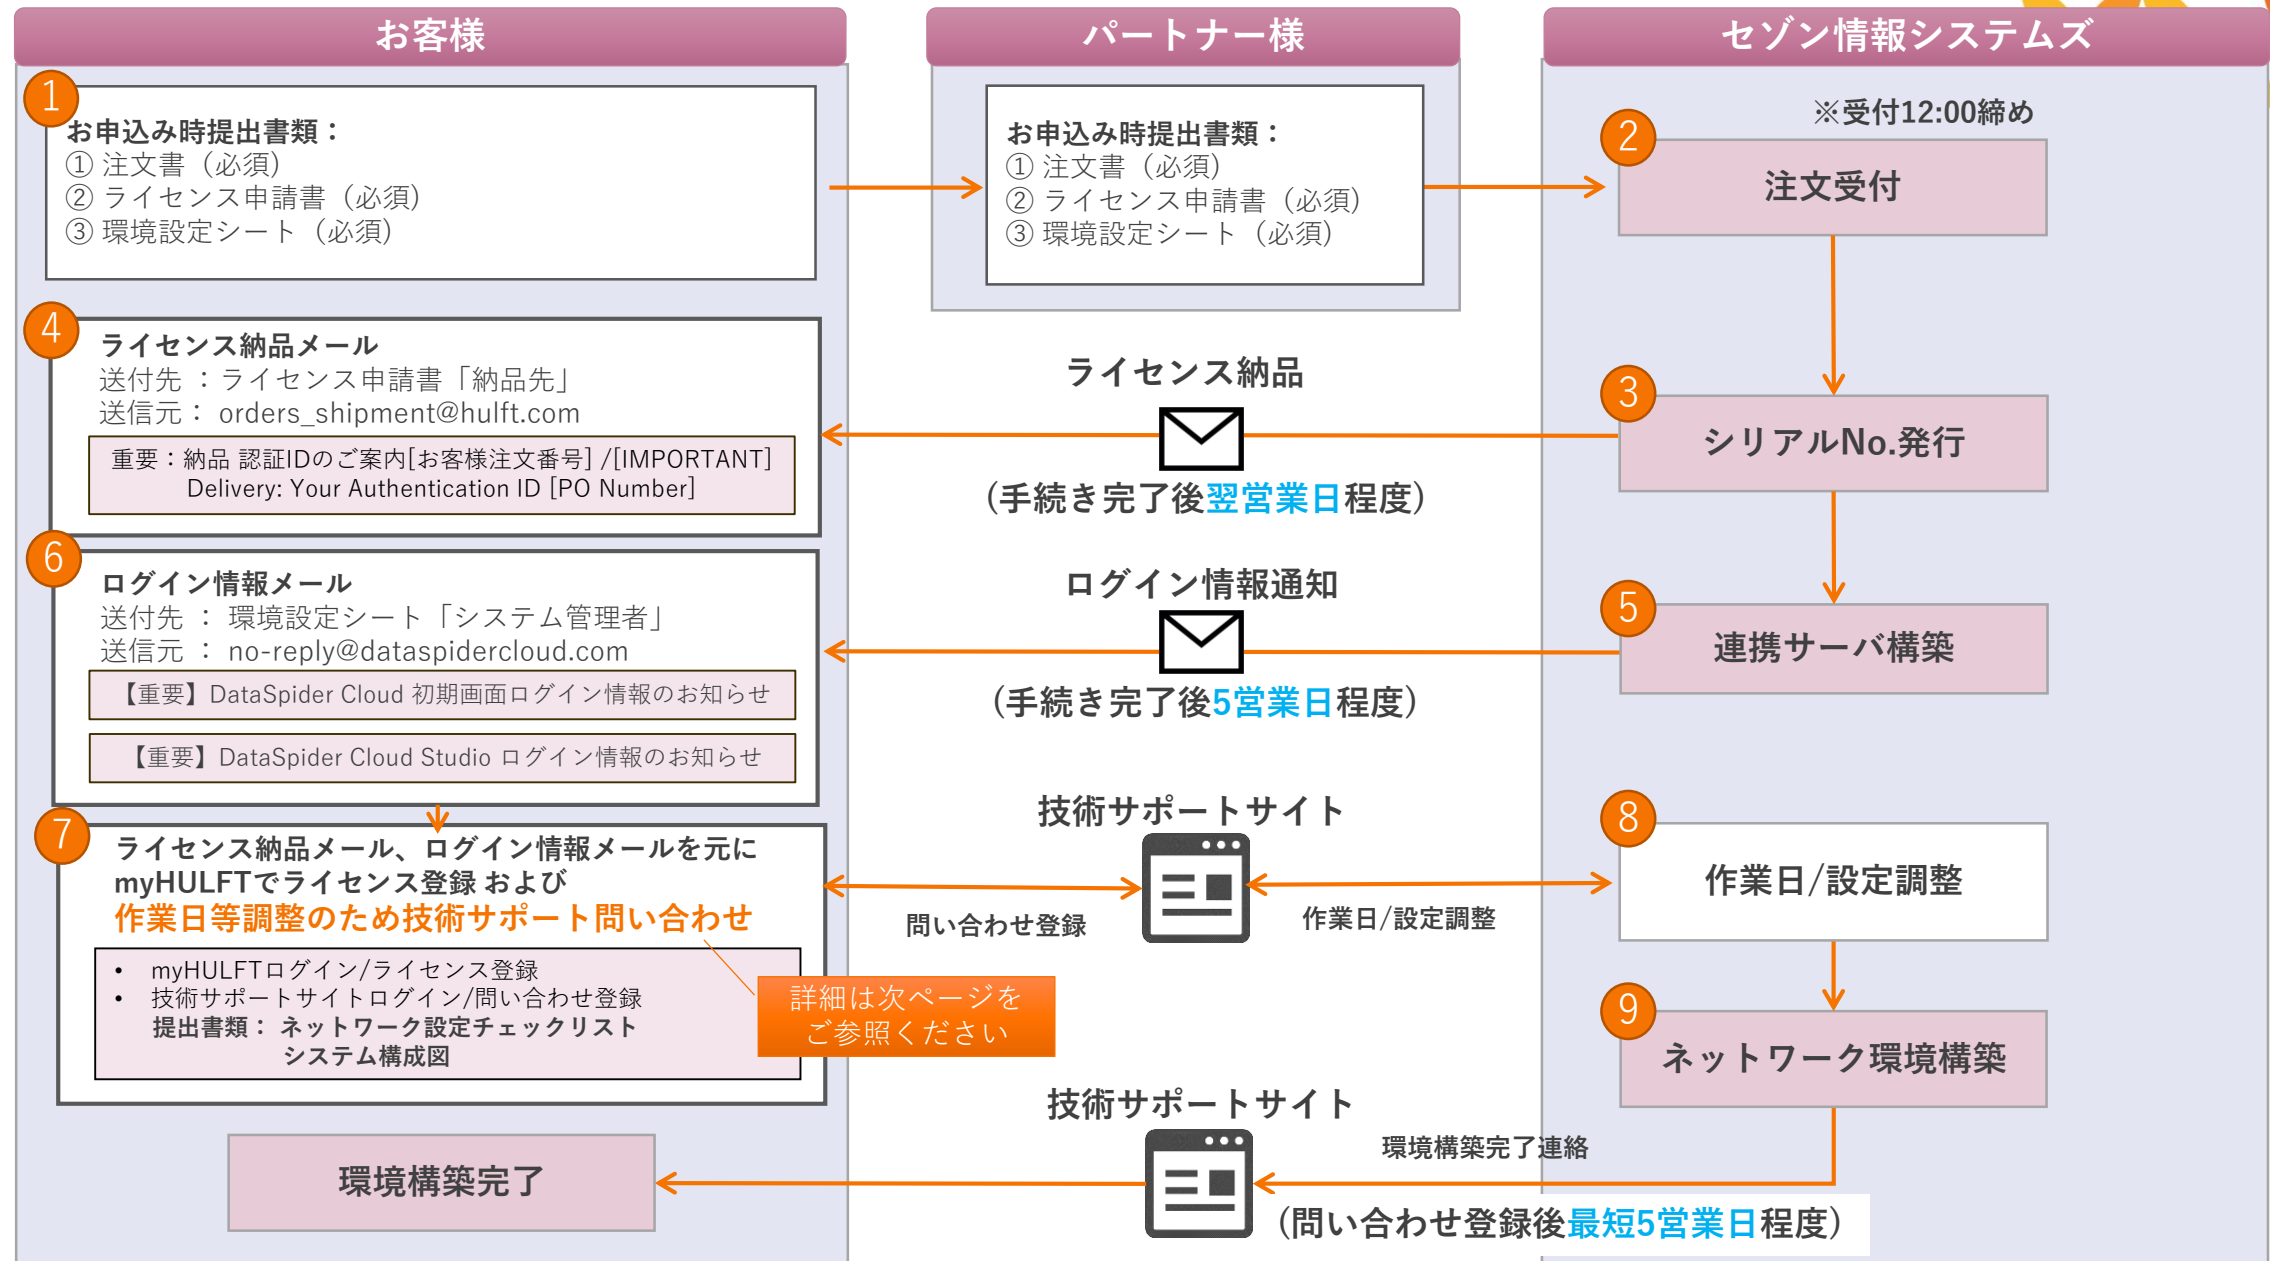 お客様
パートナー様
セゾン情報システムズ
1
お申込み時提出書類：
① 注文書（必須）
② ライセンス申請書（必須）
③ 環境設定シート（必須）
お申込み時提出書類：
① 注文書（必須）
② ライセンス申請書（必須）
③ 環境設定シート（必須）
※受付12:00締め
2
注文受付
4
ライセンス納品メール
送付先 ：ライセンス申請書「納品先」
送信元： orders_shipment@hulft.com
重要：納品 認証IDのご案内[お客様注文番号] /[IMPORTANT]
Delivery: Your Authentication ID [PO Number]
ライセンス納品
(手続き完了後翌営業日程度)
3
シリアルNo.発行
6
ログイン情報メール
送付先 ： 環境設定シート「システム管理者」
送信元 ： no-reply@dataspidercloud.com
【重要】DataSpider Cloud 初期画面ログイン情報のお知らせ
【重要】DataSpider Cloud Studio ログイン情報のお知らせ
ログイン情報通知
(手続き完了後5営業日程度)
5
連携サーバ構築
7
ライセンス納品メール、ログイン情報メールを元に
myHULFTでライセンス登録 および
作業日等調整のため技術サポート問い合わせ
• myHULFTログイン/ライセンス登録
• 技術サポートサイトログイン/問い合わせ登録
提出書類： ネットワーク設定チェックリスト
システム構成図
詳細は次ページを
ご参照ください
技術サポートサイト
問い合わせ登録
作業日/設定調整
8
作業日/設定調整
9
ネットワーク環境構築
技術サポートサイト
環境構築完了連絡
(問い合わせ登録後最短5営業日程度)
環境構築完了